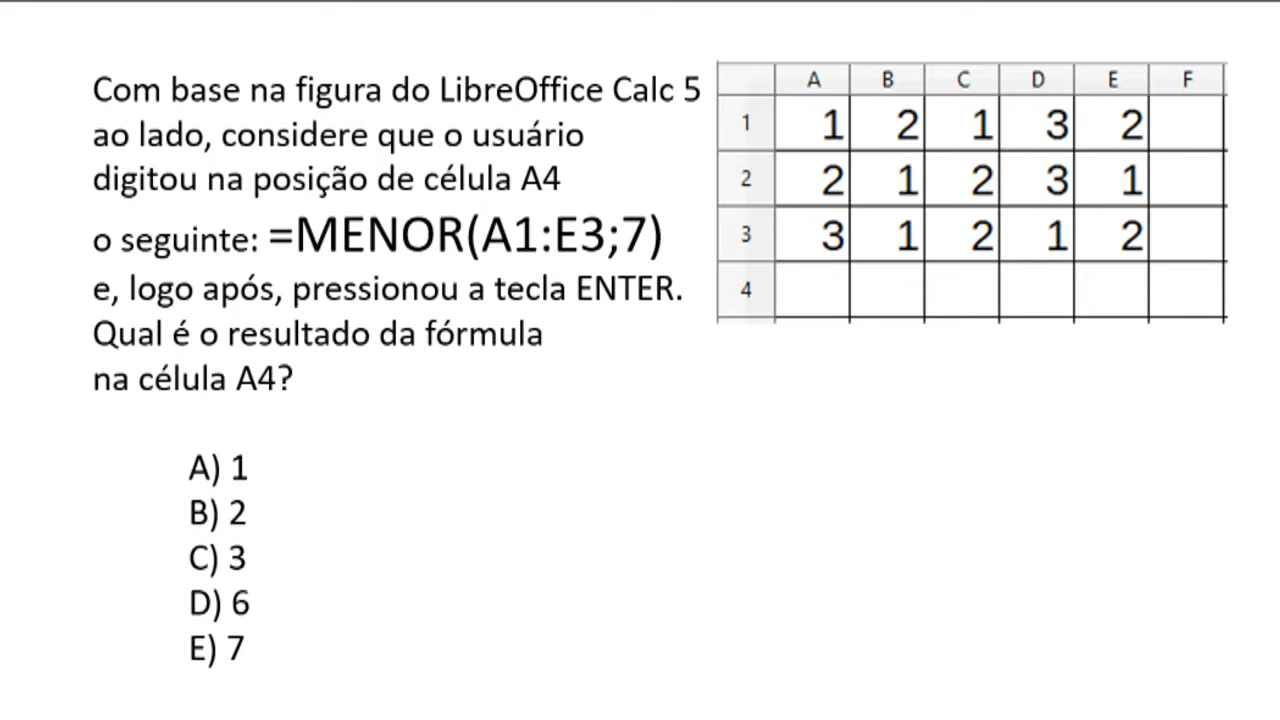 Com base na figura do LibreOffice Calc 5
ao lado, considere que o usuário
digitou na posição de célula A4
o seguinte: =MENOR(A1:E3;7)
e, logo após, pressionou a tecla ENTER.
Qual é o resultado da fórmula
na célula A4?
A) 1
B) 2
C) 3
D) 6
E) 7
A B C D E F
1 1 2 1 3 2
2 2 1 2 3 1
3 3 1 2 1 2
4